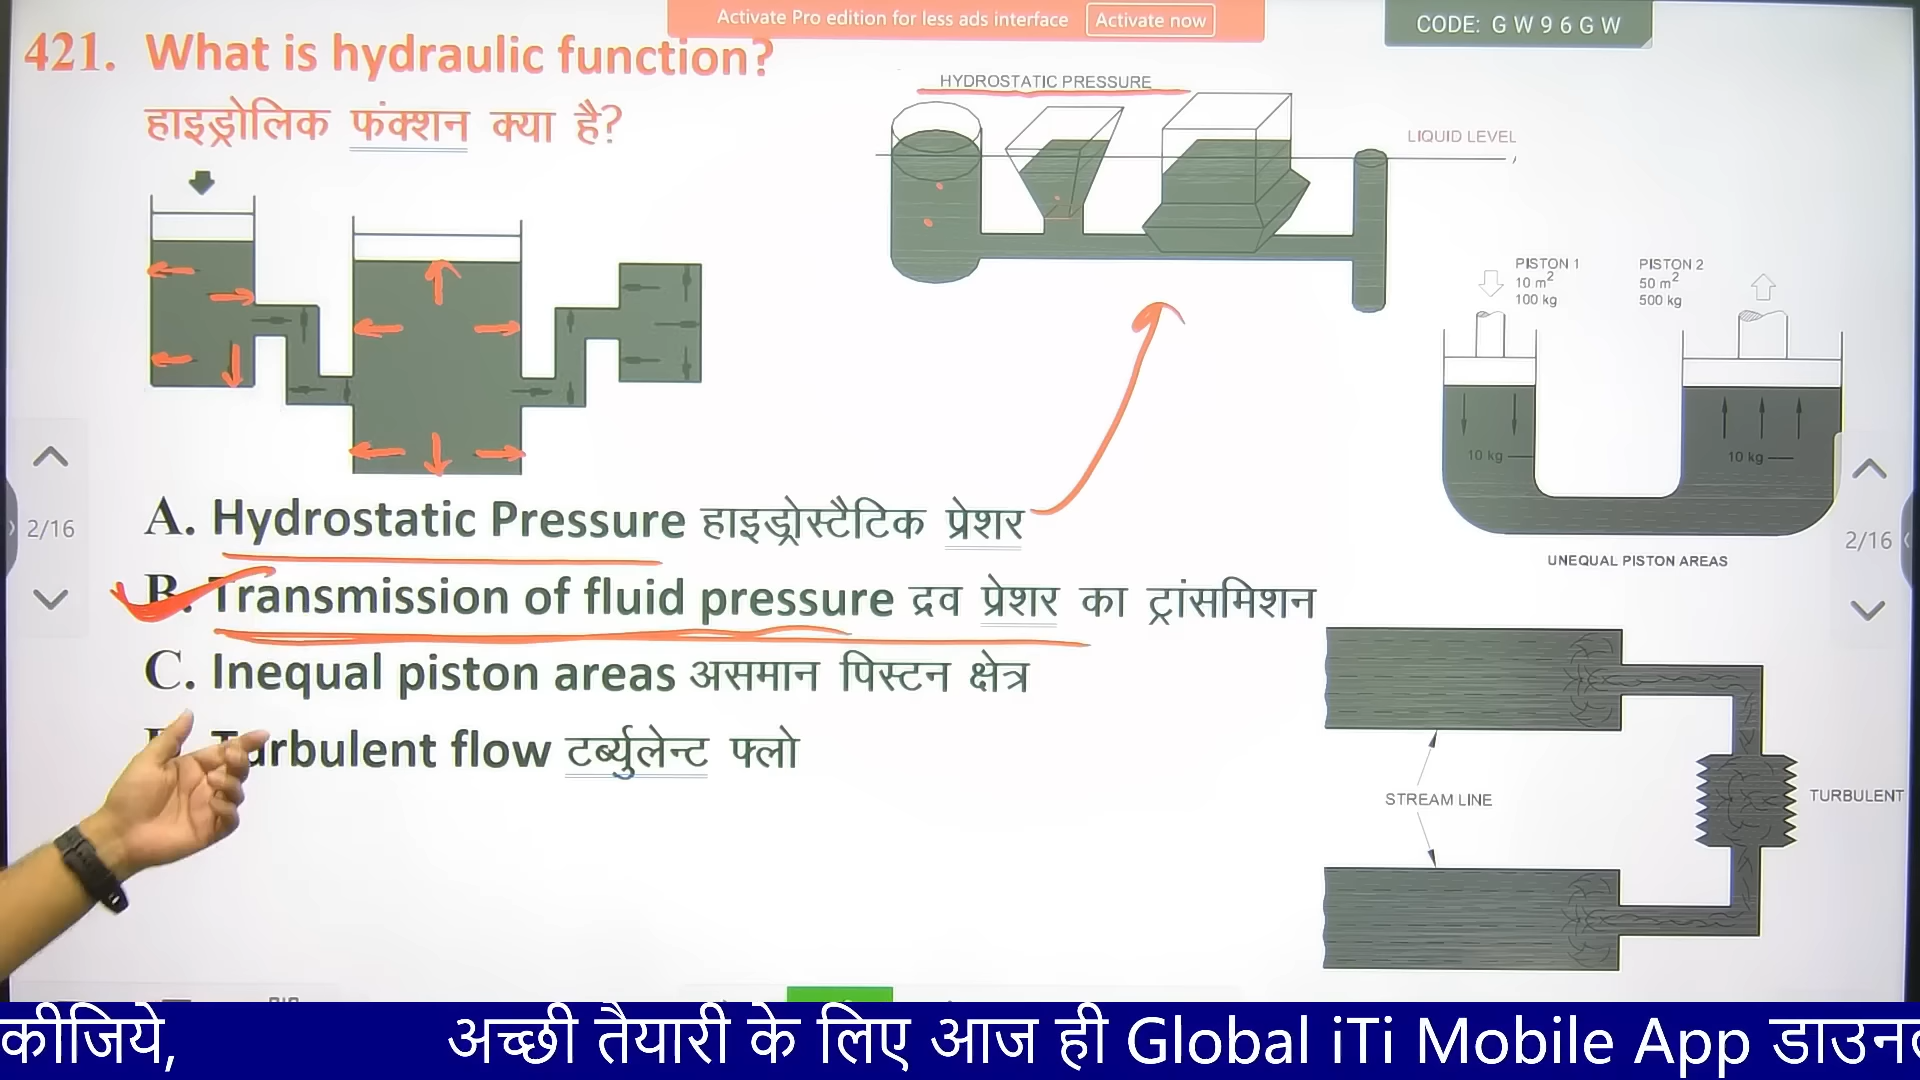 Activate Pro edition for less ads interface
Activate now
CODE: G W 9 6 G W
421. What is hydraulic function?
हाइड्रोलिक फंक्शन क्या है?
HYDROSTATIC PRESSURE
LIQUID LEVEL
PISTON 1
10 m²
100 kg
PISTON 2
50 m²
500 kg
10 kg
10 kg
UNEQUAL PISTON AREAS
2/16
2/16
A. Hydrostatic Pressure हाइड्रोस्टैटिक प्रेशर
B. Transmission of fluid pressure द्रव प्रेशर का ट्रांसमिशन
C. Inequal piston areas असमान पिस्टन क्षेत्र
Turbulent flow टर्ब्युलेन्ट फ्लो
STREAM LINE
TURBULENT
कीजिये, अच्छी तैयारी के लिए आज ही Global iTi Mobile App